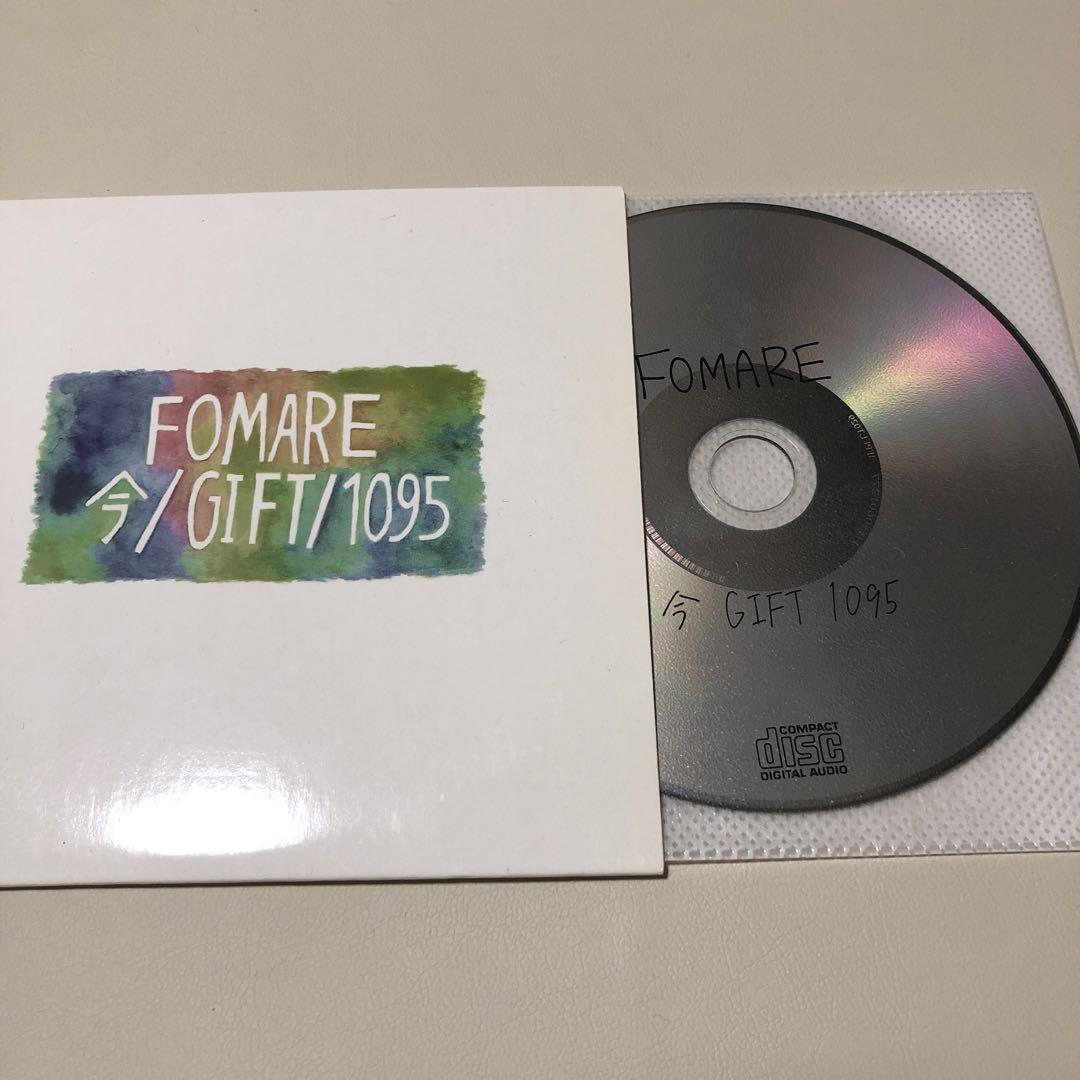 FOMARE
今/GIFT/1095
FOMARE
今 GIFT 1095
COMPACT
disc
DIGITAL AUDIO